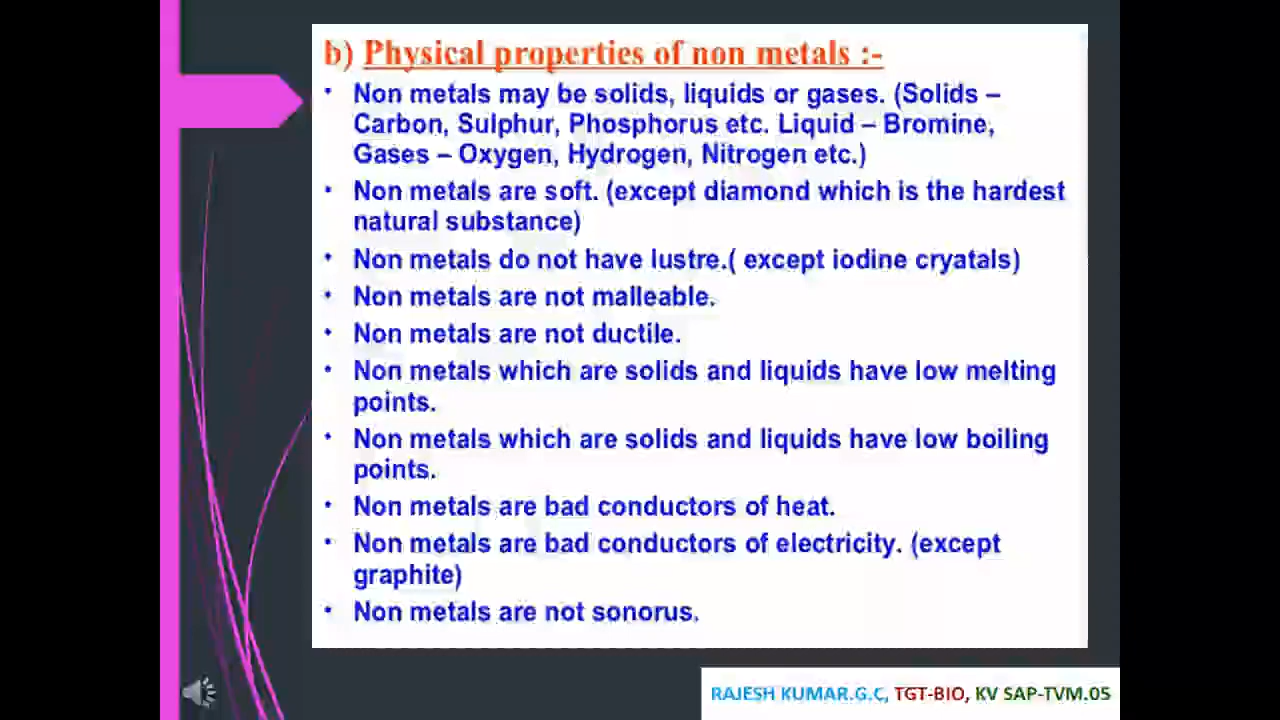 b) Physical properties of non metals :-
• Non metals may be solids, liquids or gases. (Solids –
Carbon, Sulphur, Phosphorus etc. Liquid – Bromine,
Gases – Oxygen, Hydrogen, Nitrogen etc.)
• Non metals are soft. (except diamond which is the hardest
natural substance)
• Non metals do not have lustre.( except iodine cryatals)
• Non metals are not malleable.
• Non metals are not ductile.
• Non metals which are solids and liquids have low melting
points.
• Non metals which are solids and liquids have low boiling
points.
• Non metals are bad conductors of heat.
• Non metals are bad conductors of electricity. (except
graphite)
• Non metals are not sonorus.
RAJESH KUMAR.G.C, TGT-BIO, KV SAP-TVM.05